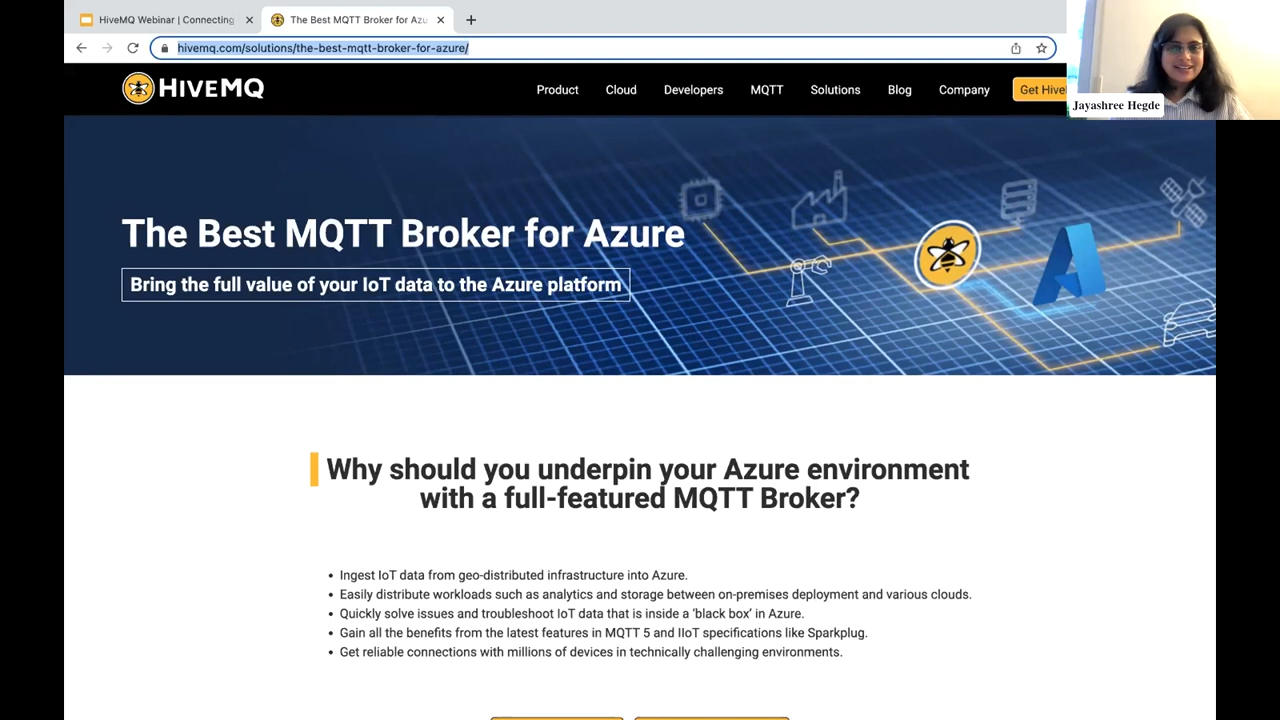 HiveMQ Webinar | Connecting
The Best MQTT Broker for Azu
hivemq.com/solutions/the-best-mqtt-broker-for-azure/
Jayashree Hegde
HIVEMQ
Product
Cloud
Developers
MQTT
Solutions
Blog
Company
Get Hive
The Best MQTT Broker for Azure
Bring the full value of your IoT data to the Azure platform
Why should you underpin your Azure environment
with a full-featured MQTT Broker?
• Ingest IoT data from geo-distributed infrastructure into Azure.
• Easily distribute workloads such as analytics and storage between on-premises deployment and various clouds.
• Quickly solve issues and troubleshoot IoT data that is inside a ‘black box’ in Azure.
• Gain all the benefits from the latest features in MQTT 5 and IIoT specifications like Sparkplug.
• Get reliable connections with millions of devices in technically challenging environments.